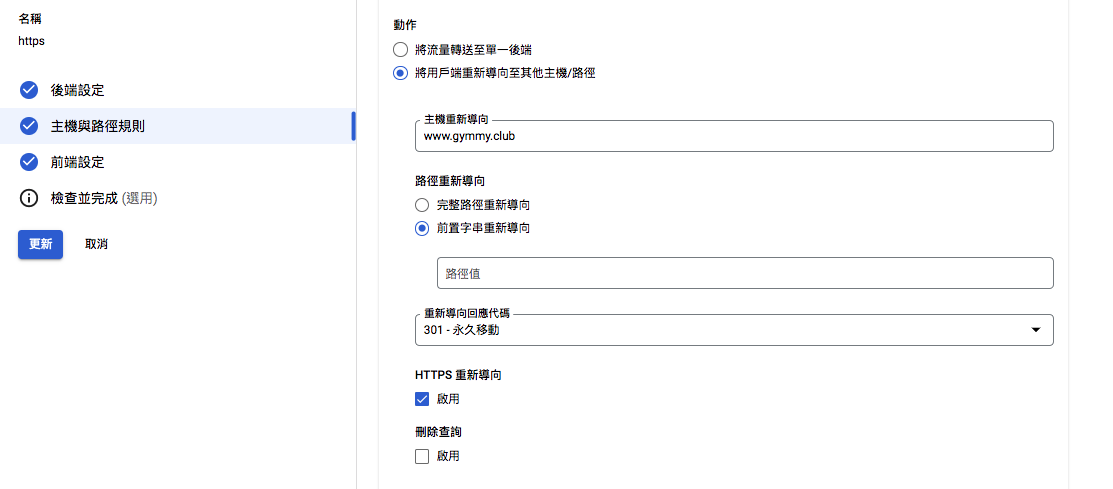 名稱
https
後端設定
主機與路徑規則
前端設定
檢查並完成 (選用)
更新
取消
動作
將流量轉送至單一後端
將用戶端重新導向至其他主機/路徑
主機重新導向
www.gymmy.club
路徑重新導向
完整路徑重新導向
前置字串重新導向
路徑值
重新導向回應代碼
301 - 永久移動
HTTPS 重新導向
啟用
刪除查詢
啟用